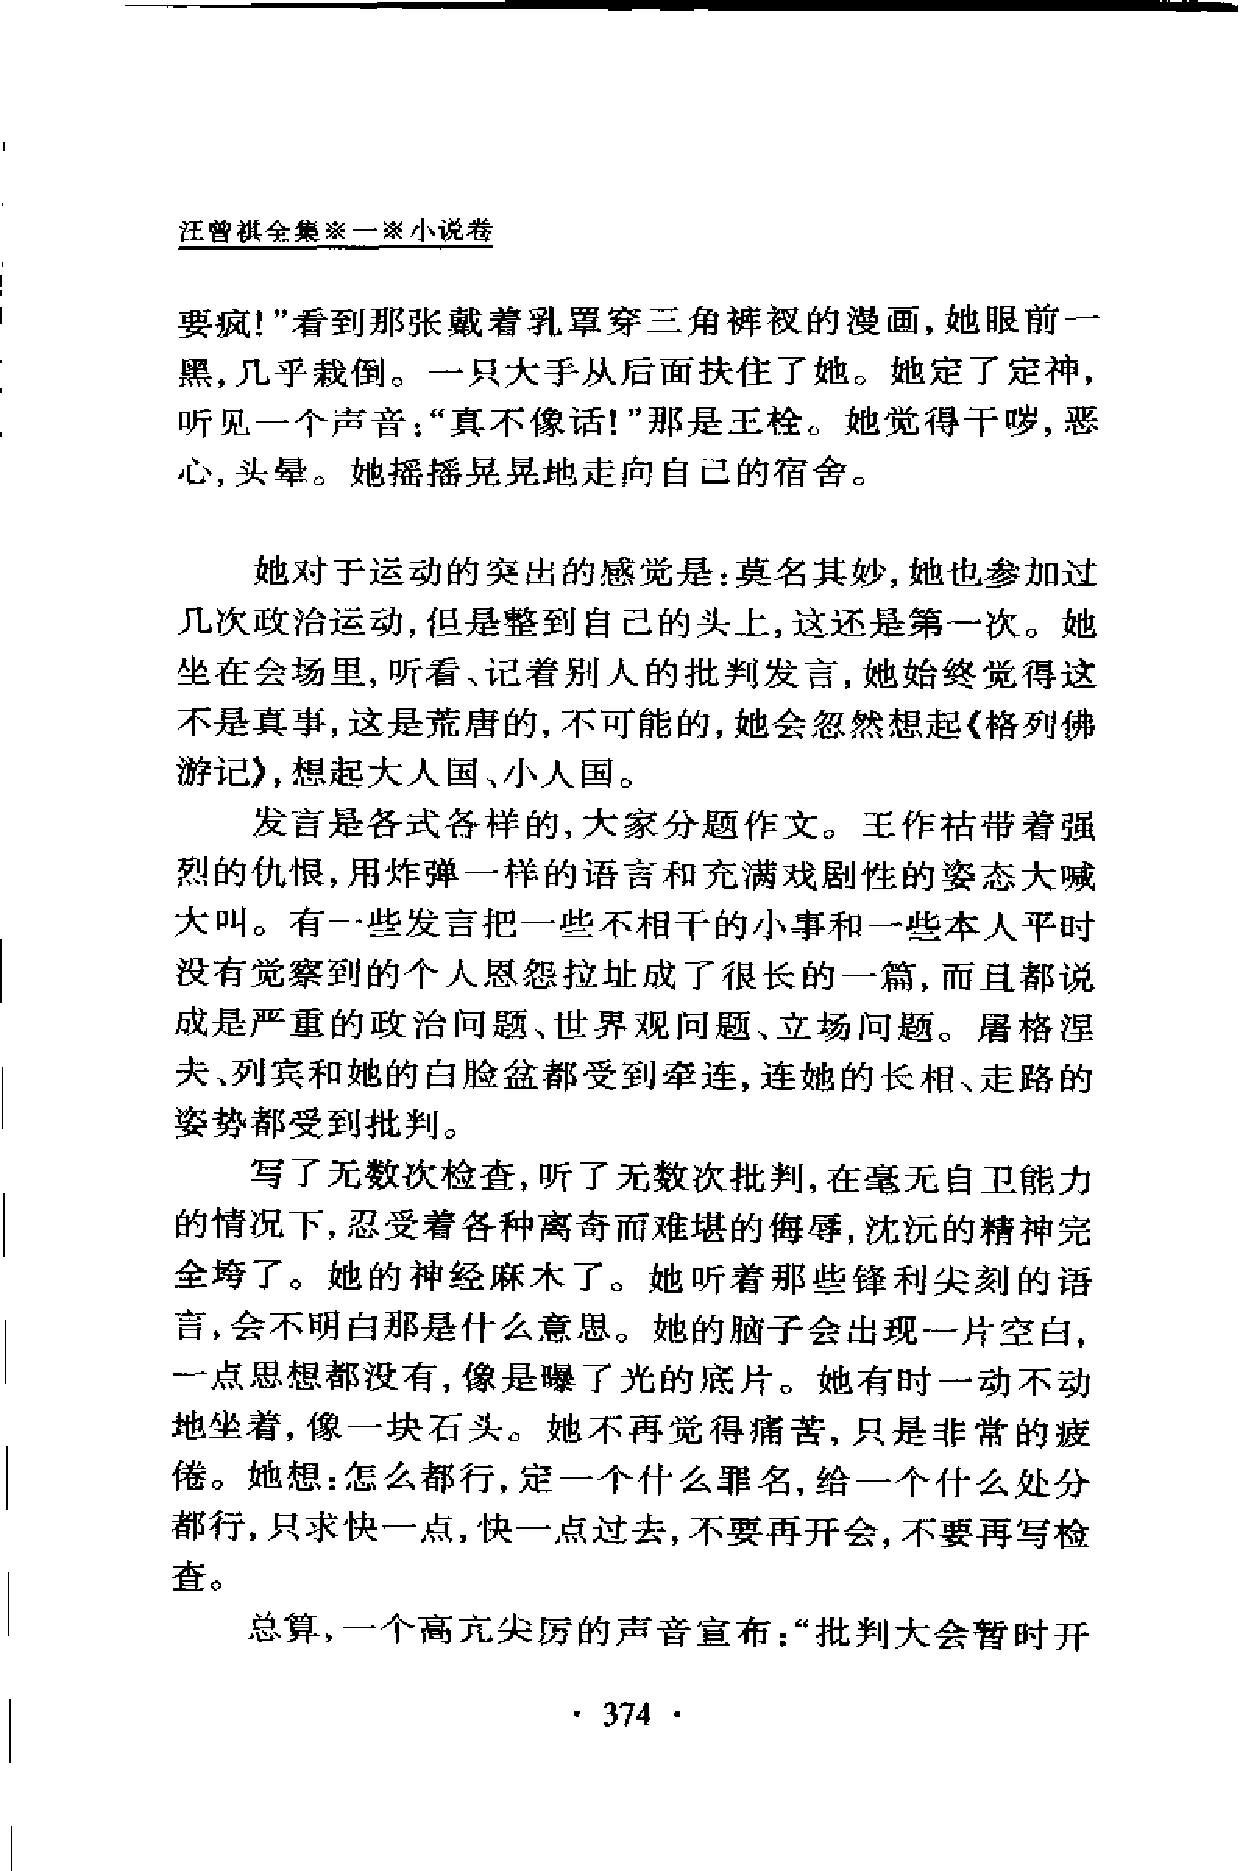 汪曾祺全集※一※小说卷
要疯!”看到那张戴着乳罩穿三角裤衩的漫画,她眼前一
黑,几乎栽倒。一只大手从后面扶住了她。她定了定神,
听见一个声音:“真不像话!”那是王栓。她觉得干哕,恶
心,头晕。她摇摇晃晃地走向自己的宿舍。
她对于运动的突出的感觉是:莫名其妙,她也参加过
几次政治运动,但是整到自己的头上,这还是第一次。她
坐在会场里,听看、记着别人的批判发言,她始终觉得这
不是真事,这是荒唐的,不可能的,她会忽然想起《格列佛
游记》,想起大人国、小人国。
发言是各式各样的,大家分题作文。王作祜带着强
烈的仇恨,用炸弹一样的语言和充满戏剧性的姿态大喊
大叫。有一些发言把一些不相干的小事和一些本人平时
没有觉察到的个人恩怨拉扯成了很长的一篇,而且都说
成是严重的政治问题、世界观问题、立场问题。屠格涅
夫、列宾和她的白脸盆都受到牵连,连她的长相、走路的
姿势都受到批判。
写了无数次检查,听了无数次批判,在毫无自卫能力
的情况下,忍受着各种离奇而难堪的侮辱,沈沅的精神完
全垮了。她的神经麻木了。她听着那些锋利尖刻的语
言,会不明白那是什么意思。她的脑子会出现一片空白,
一点思想都没有,像是曝了光的底片。她有时一动不动
地坐着,像一块石头。她不再觉得痛苦,只是非常的疲
倦。她想:怎么都行,定一个什么罪名,给一个什么处分
都行,只求快一点,快一点过去,不要再开会,不要再写检
查。
总算,一个高亢尖厉的声音宣布:“批判大会暂时开
·374·